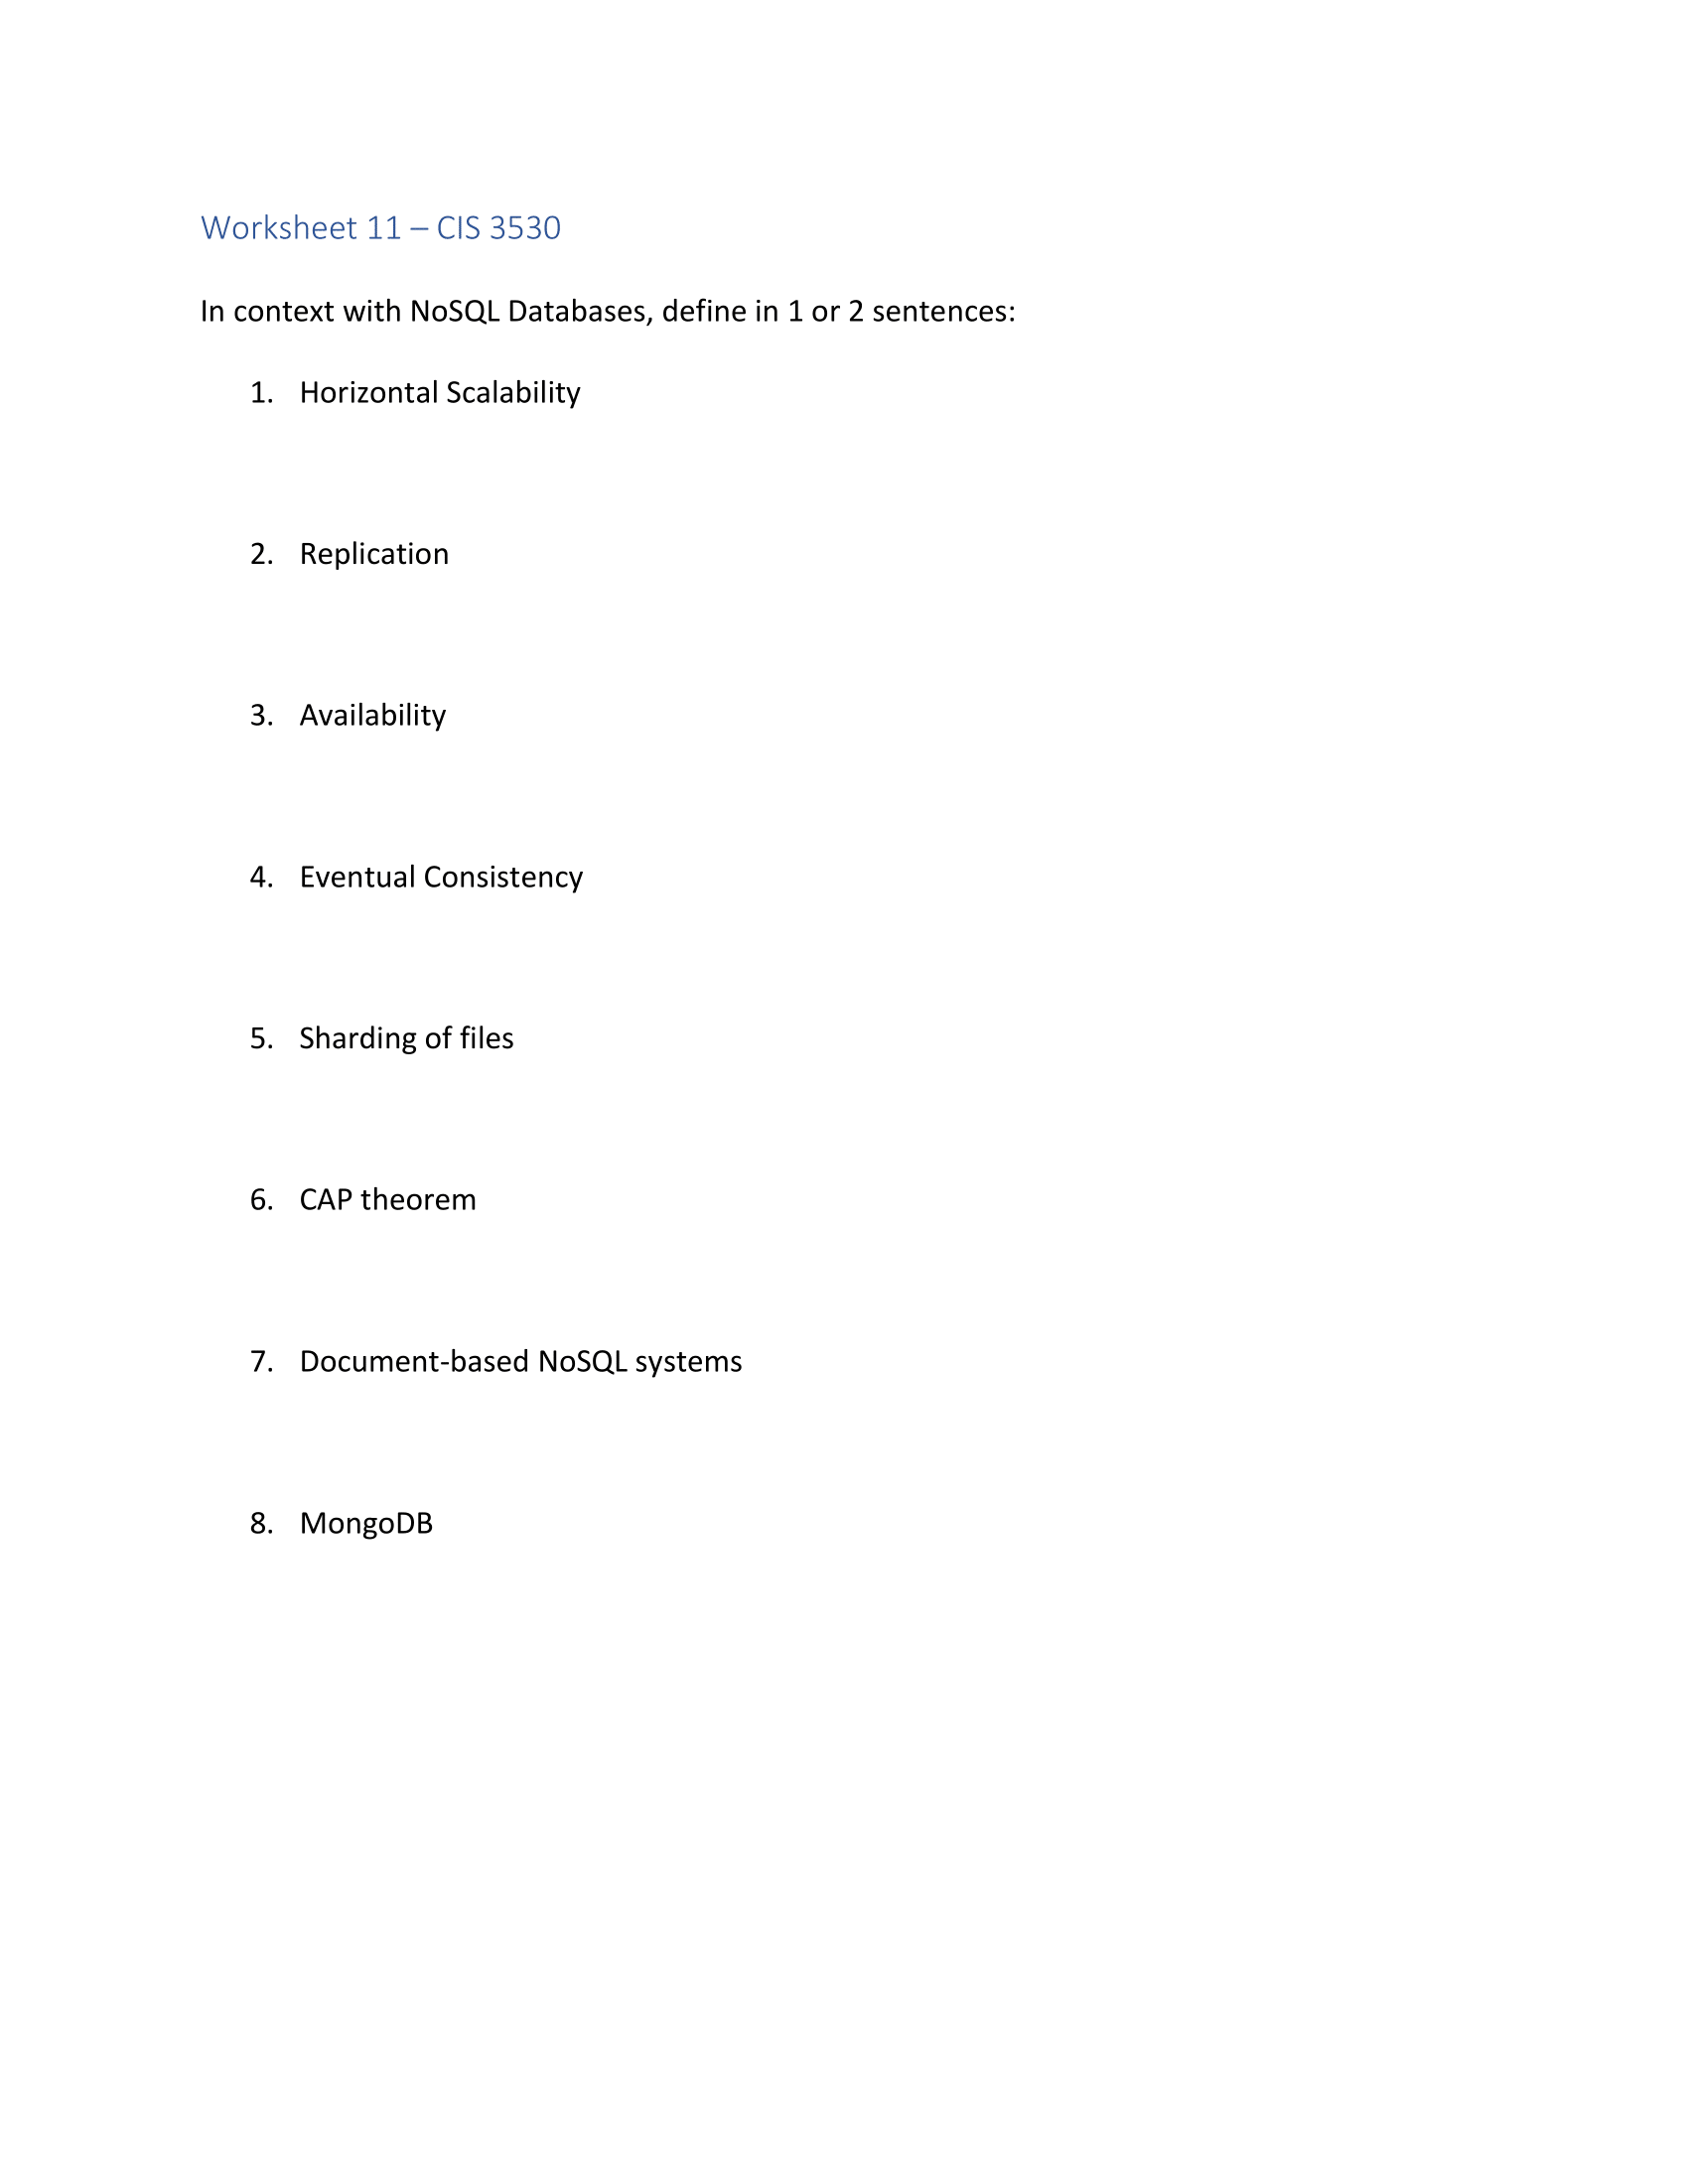 Worksheet 11 – CIS 3530
In context with NoSQL Databases, define in 1 or 2 sentences:
1. Horizontal Scalability
2. Replication
3. Availability
4. Eventual Consistency
5. Sharding of files
6. CAP theorem
7. Document-based NoSQL systems
8. MongoDB